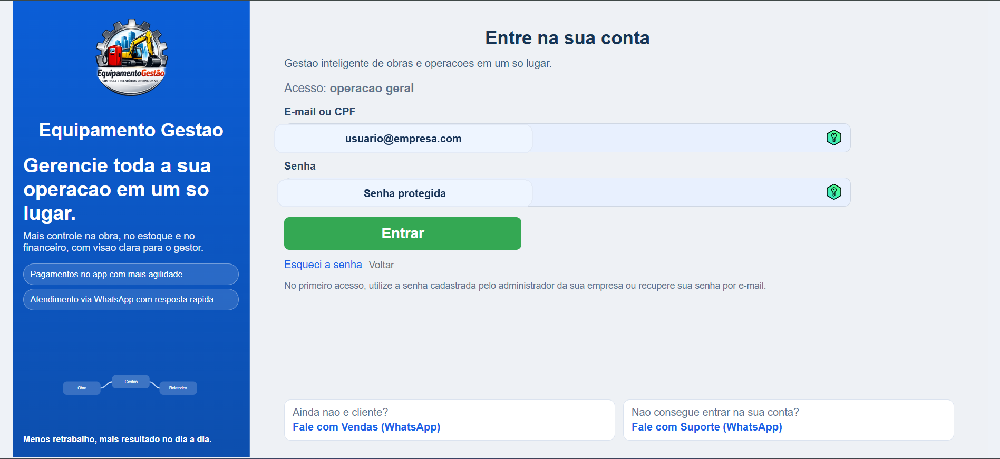 EquipamentoGestão
CONTROLE E RELATÓRIOS OPERACIONAIS
Equipamento Gestao
Gerencie toda a sua
operacao em um so
lugar.
Mais controle na obra, no estoque e no
financeiro, com visao clara para o gestor.
Pagamentos no app com mais agilidade
Atendimento via WhatsApp com resposta rapida
Obra
Gestao
Relatorios
Menos retrabalho, mais resultado no dia a dia.
Entre na sua conta
Gestao inteligente de obras e operacoes em um so lugar.
Acesso: operacao geral
E-mail ou CPF
usuario@empresa.com
Senha
Senha protegida
Entrar
Esqueci a senha Voltar
No primeiro acesso, utilize a senha cadastrada pelo administrador da sua empresa ou recupere sua senha por e-mail.
Ainda nao e cliente?
Fale com Vendas (WhatsApp)
Nao consegue entrar na sua conta?
Fale com Suporte (WhatsApp)